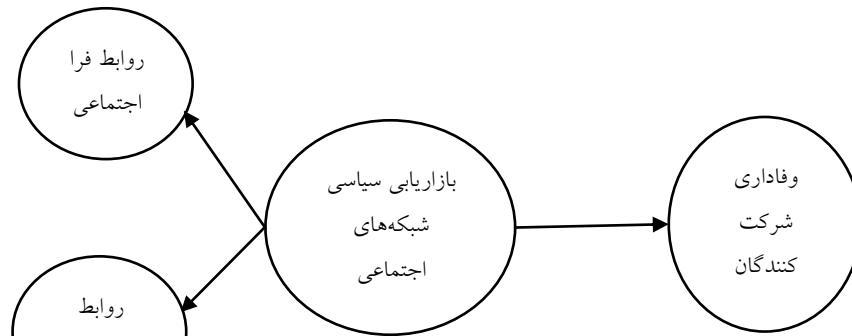 روابط فرا
اجتماعی
بازاریابی سیاسی
شبکه‌های
اجتماعی
وفاداری
شرکت
کنندگان
روابط